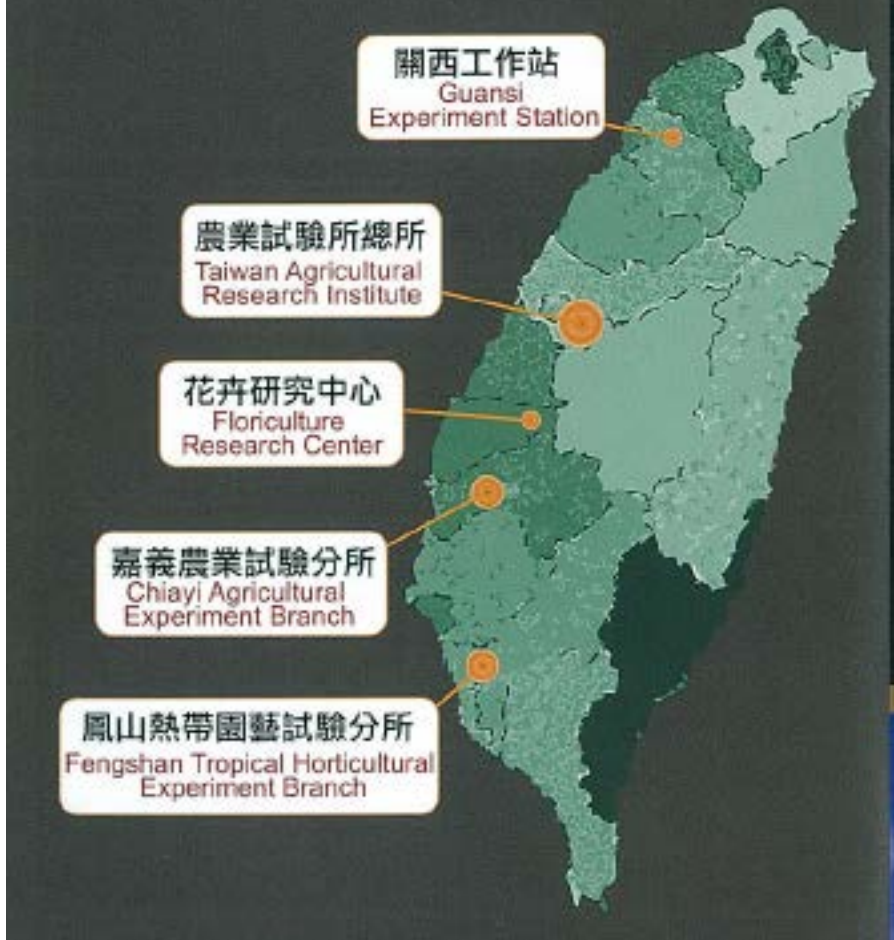 關西工作站
Guansi
Experiment Station
農業試驗所總所
Taiwan Agricultural
Research Institute
花卉研究中心
Floriculture
Research Center
嘉義農業試驗分所
Chiayi Agricultural
Experiment Branch
鳳山熱帶園藝試驗分所
Fengshan Tropical Horticultural
Experiment Branch